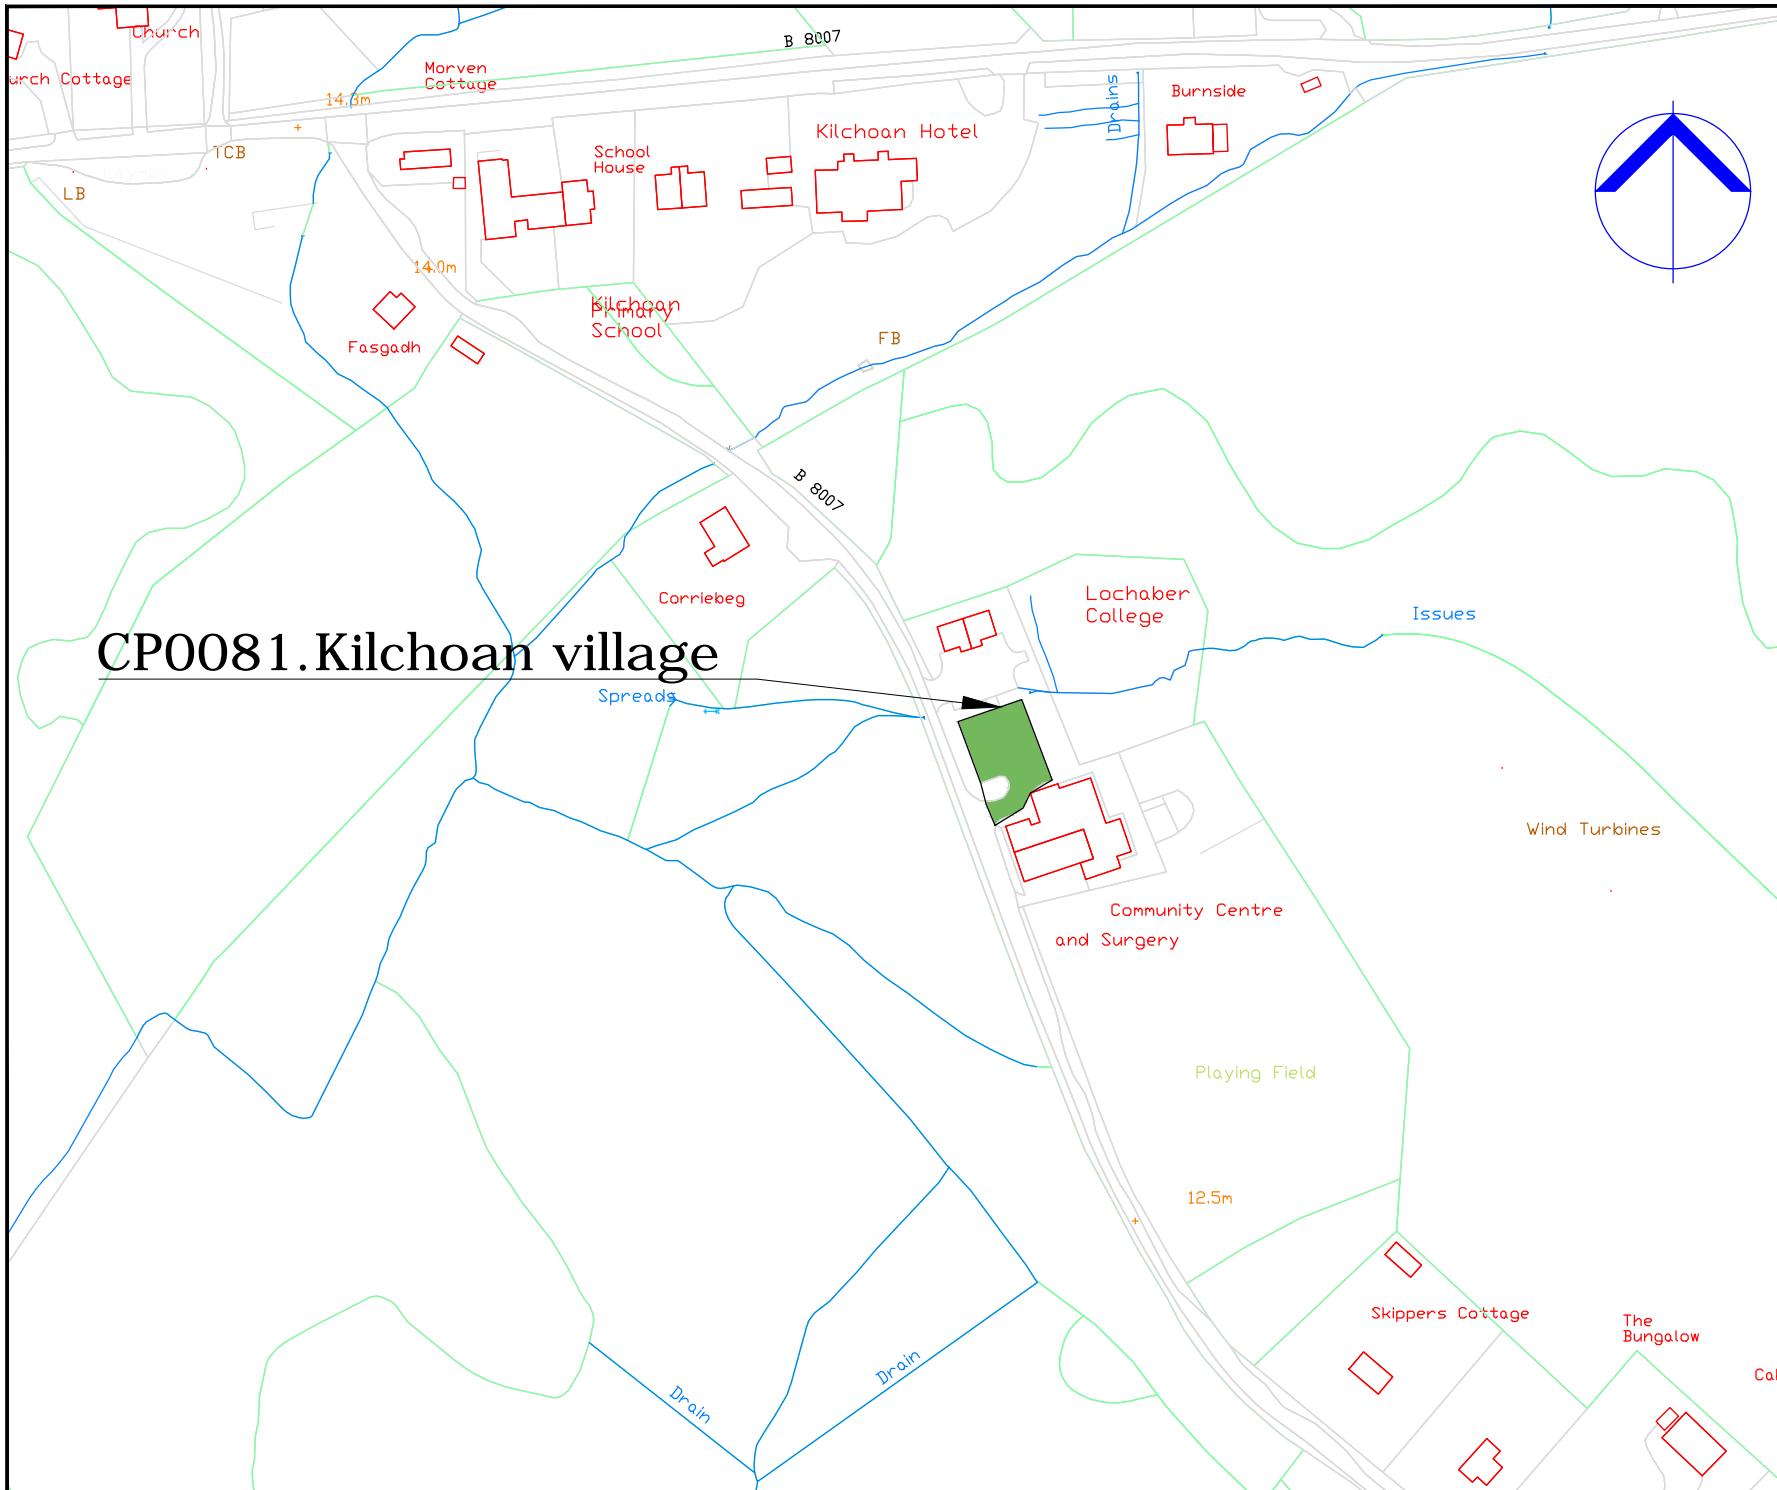 Church
B 8007
urch Cottage
Morven
Cottage
14.3m
Drains
Burnside
Kilchoan Hotel
TCB
School
House
LB
14.0m
Kilchoan
Primary
School
FB
Fasgadh
B 8007
Corriebeg
Lochaber
College
Issues
CP0081.Kilchoan village
Spreads
Wind Turbines
Community Centre
and Surgery
Playing Field
12.5m
Skippers Cottage
The
Bungalow
Drain
Drain
Cal